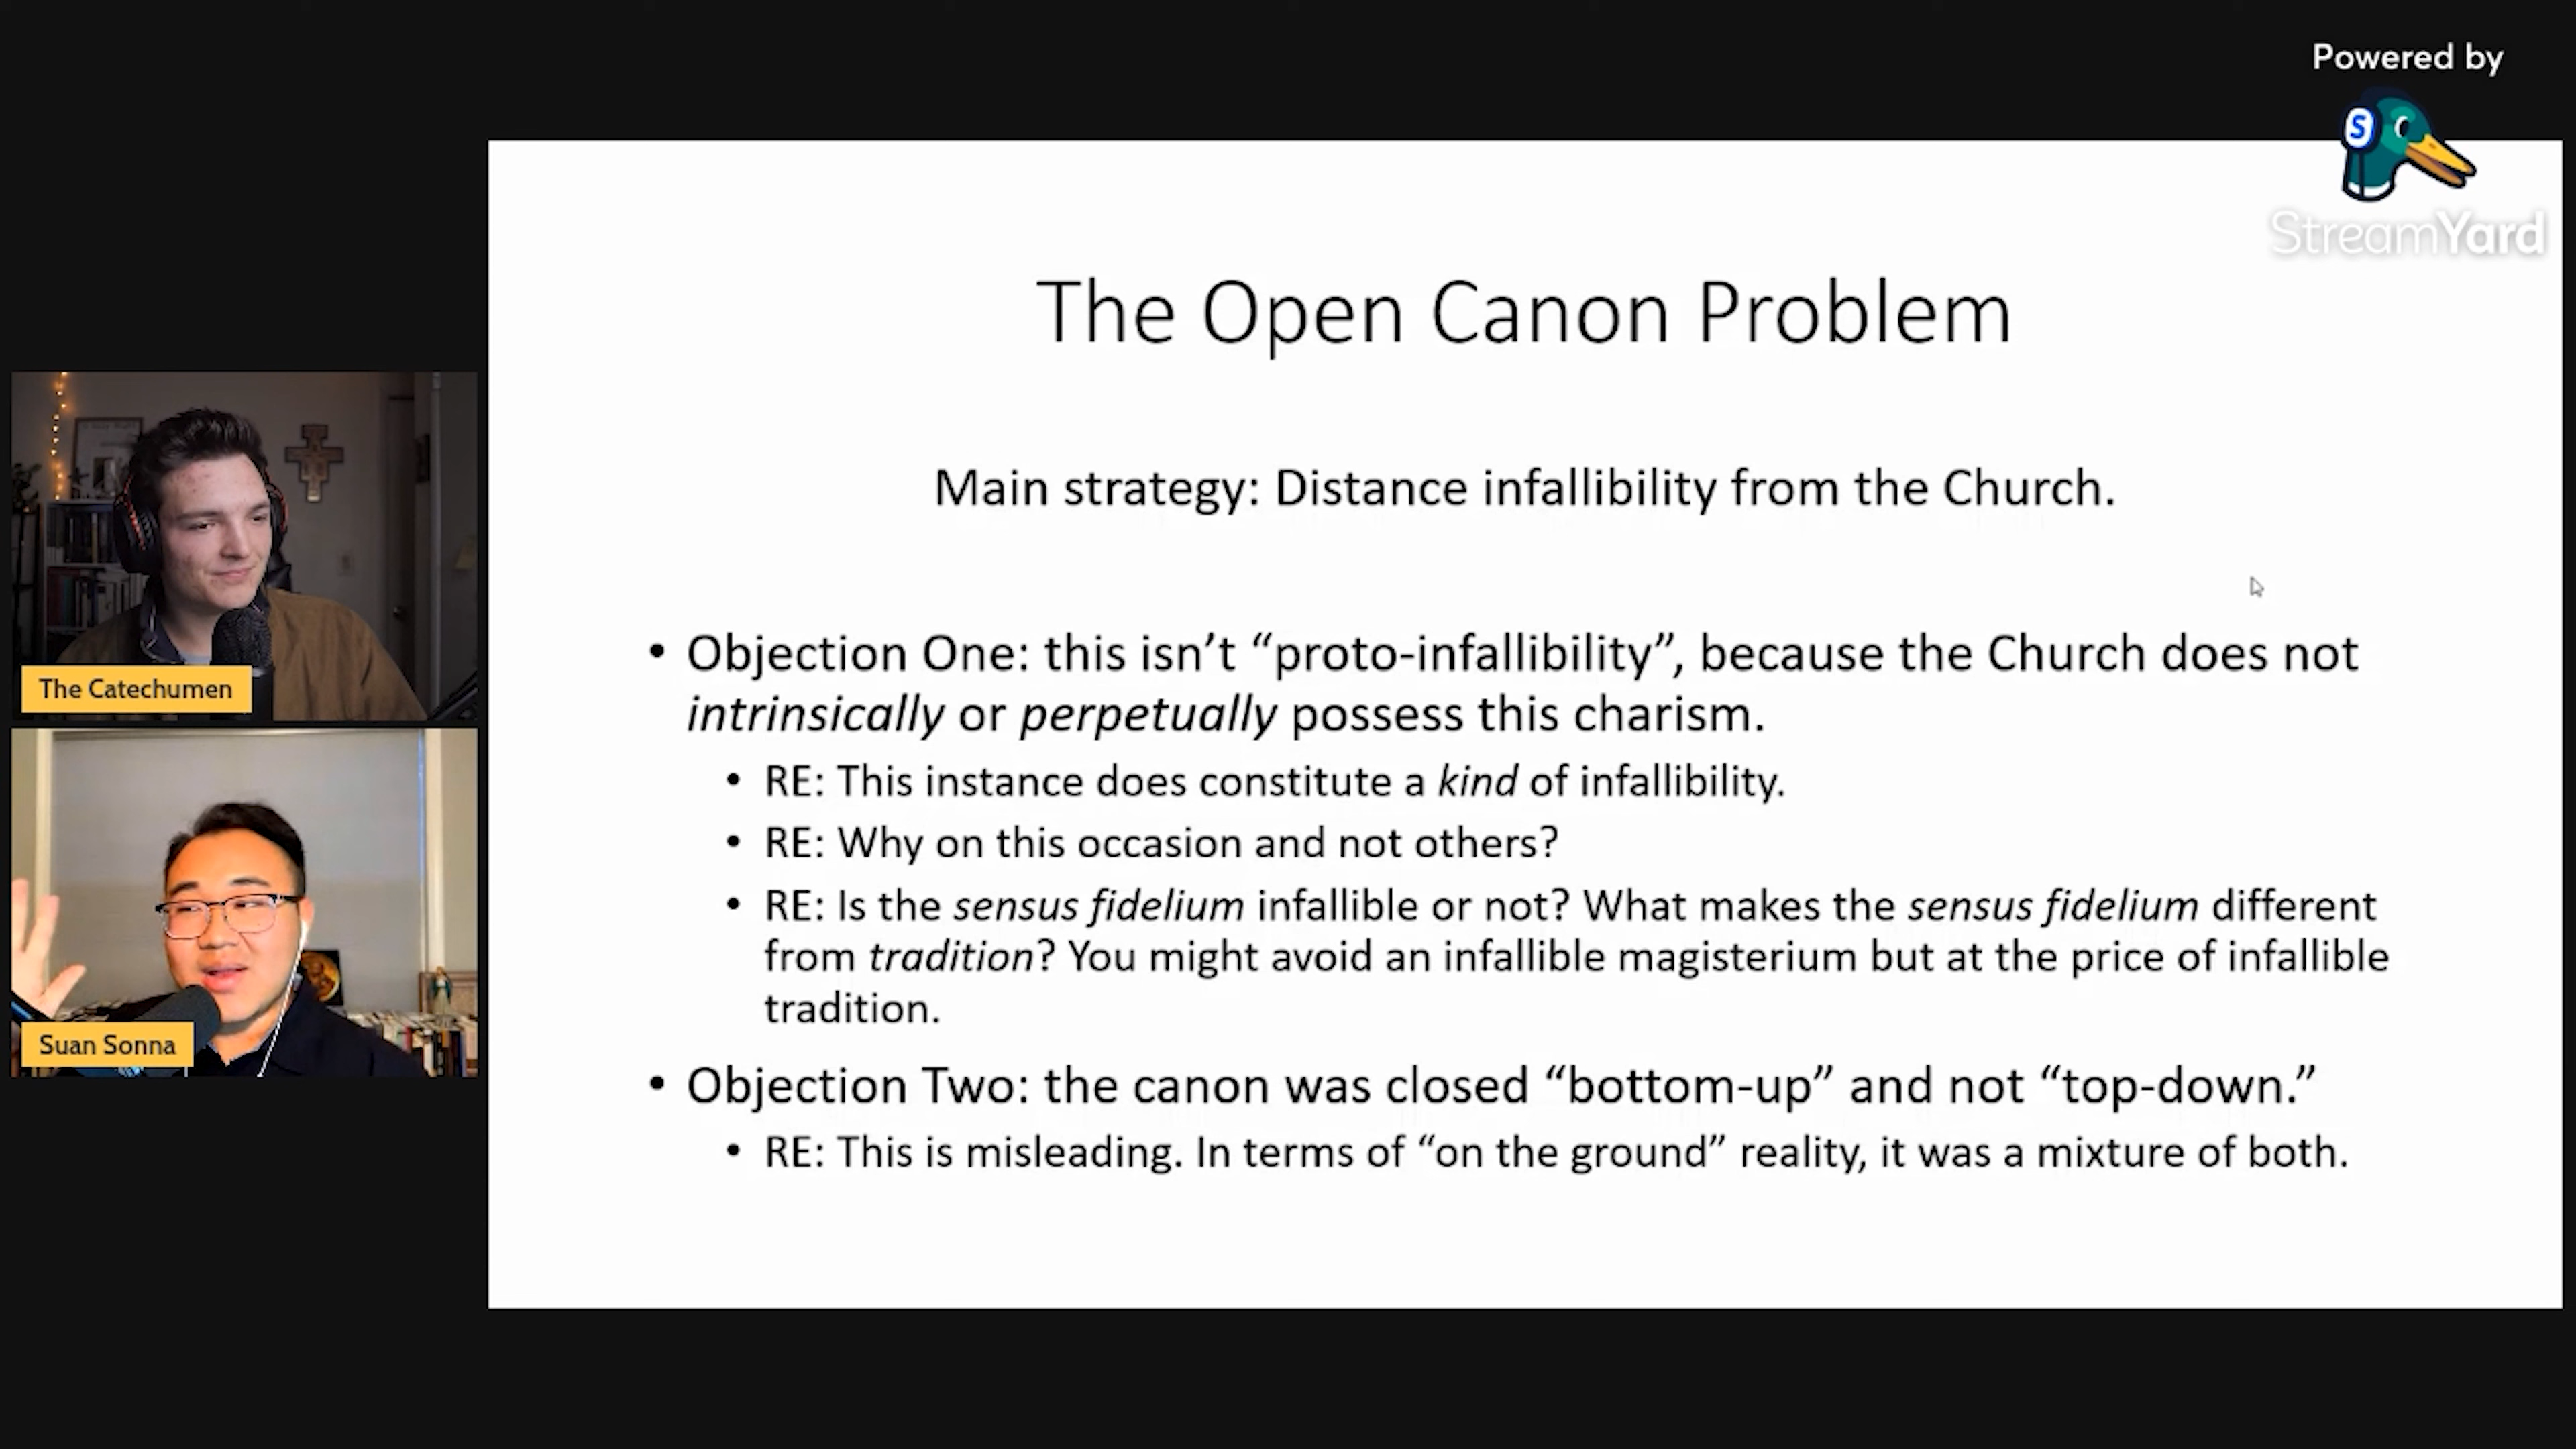 Powered by
S
StreamYard
The Open Canon Problem
Main strategy: Distance infallibility from the Church.
• Objection One: this isn’t “proto-infallibility”, because the Church does not
intrinsically or perpetually possess this charism.
• RE: This instance does constitute a kind of infallibility.
• RE: Why on this occasion and not others?
• RE: Is the sensus fidelium infallible or not? What makes the sensus fidelium different
from tradition? You might avoid an infallible magisterium but at the price of infallible
tradition.
• Objection Two: the canon was closed “bottom-up” and not “top-down.”
• RE: This is misleading. In terms of “on the ground” reality, it was a mixture of both.
The Catechumen
Suan Sonna